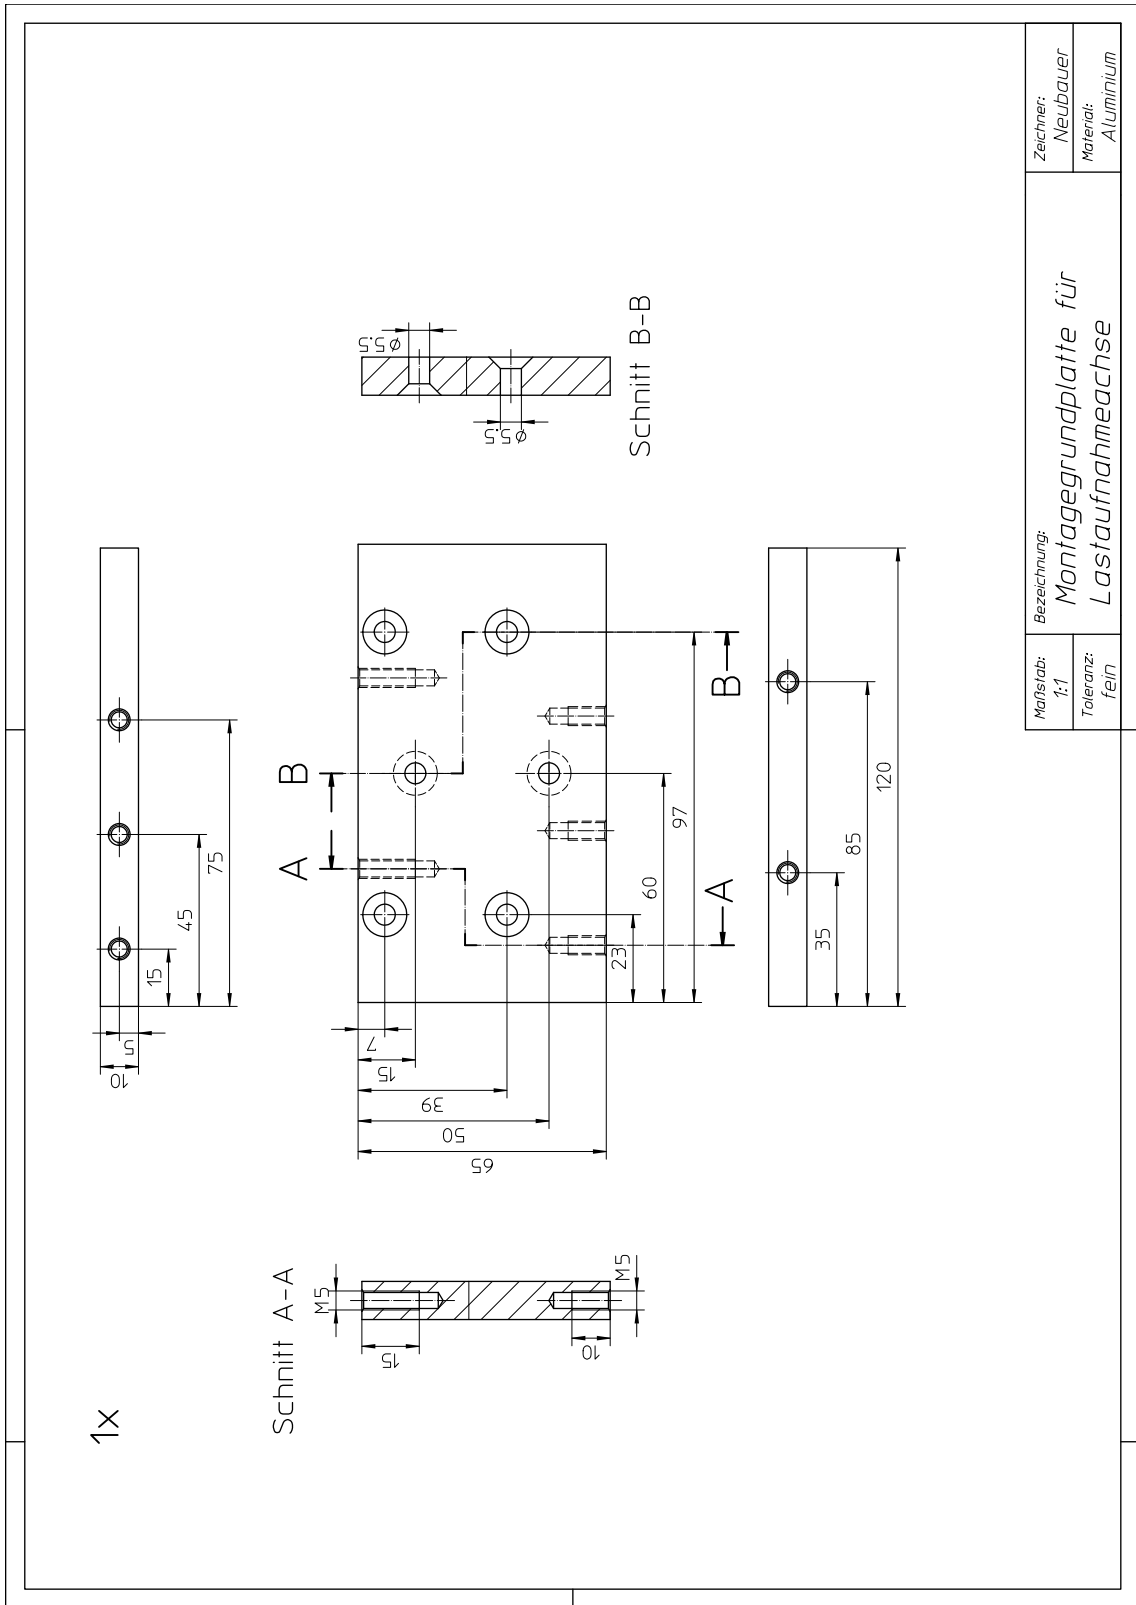 1x
Schnitt A-A
M5
15
M5
10
10
5
15
45
75
A
B
7
15
39
50
65
23
60
97
A
B
35
85
120
⌀5.5
⌀5.5
Schnitt B-B
Maßstab:
1:1
Toleranz:
fein
Bezeichnung:
Montagegrundplatte für
Lastaufnahmeachse
Zeichner:
Neubauer
Material:
Aluminium